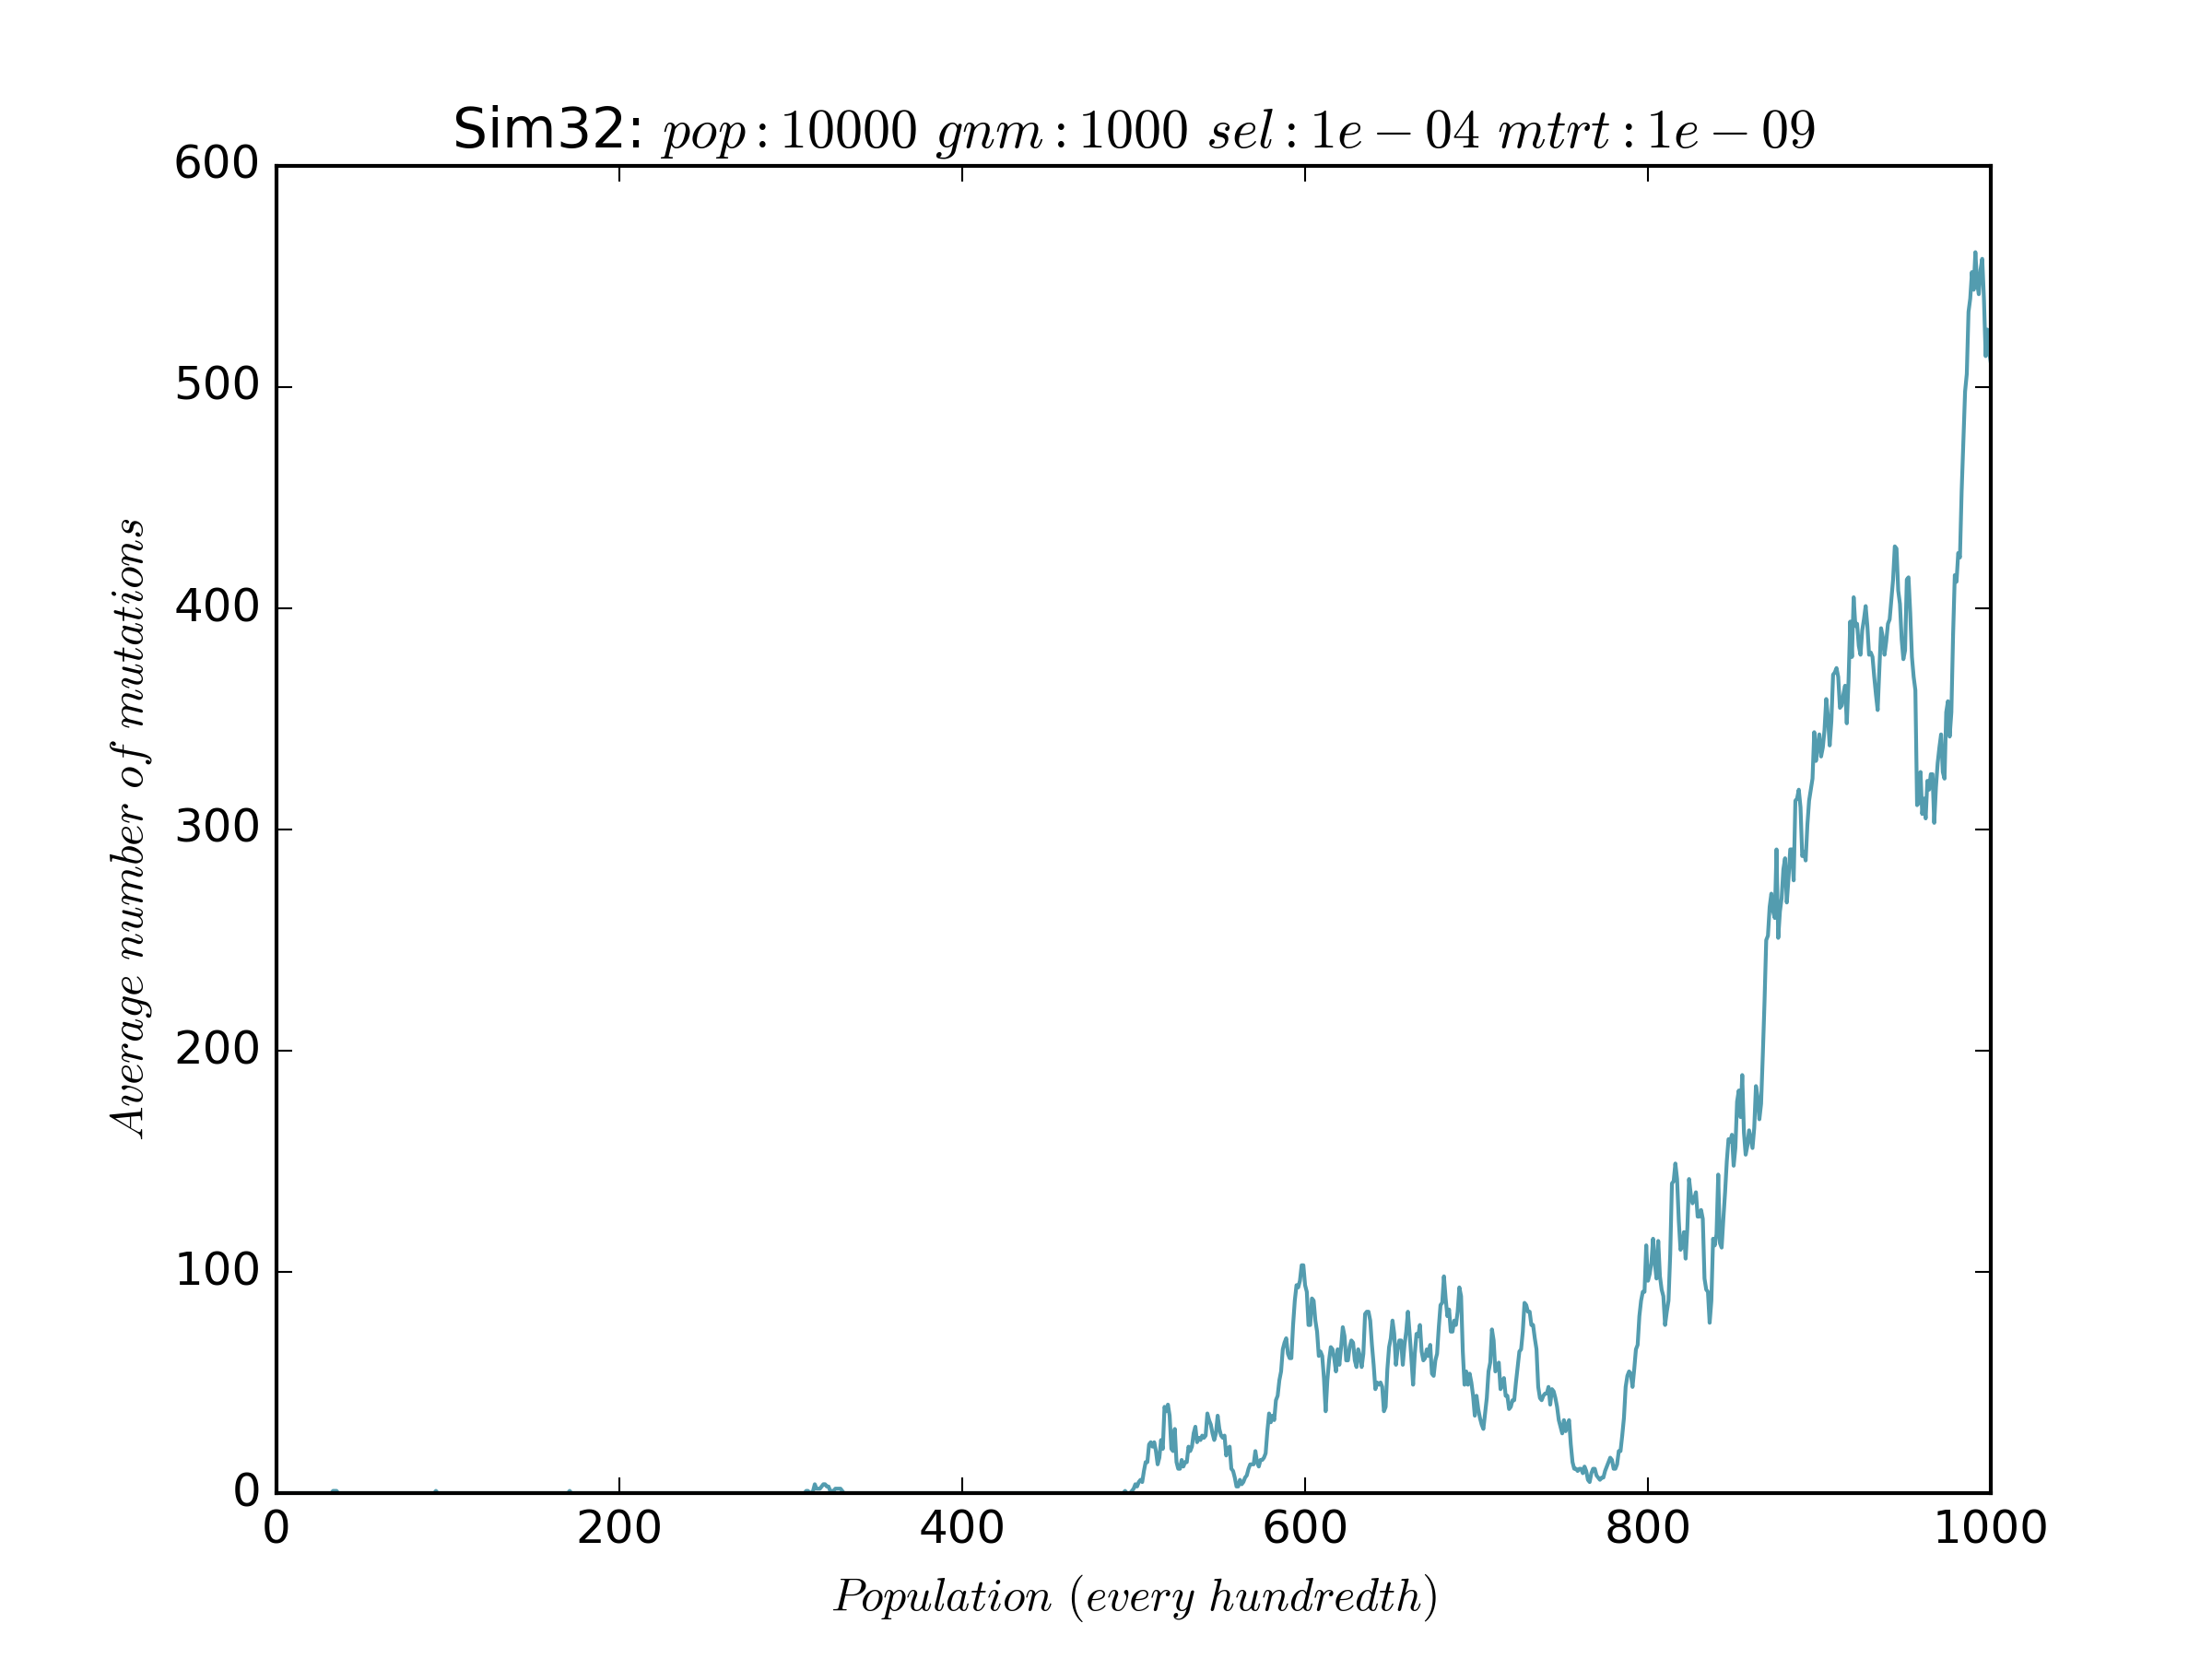 Sim32: pop : 10000 gnm : 1000 sel : 1e − 04 mtrt : 1e − 09
600
500
400
300
200
100
0
Average number of mutations
0 200 400 600 800 1000
Population (every hundredth)